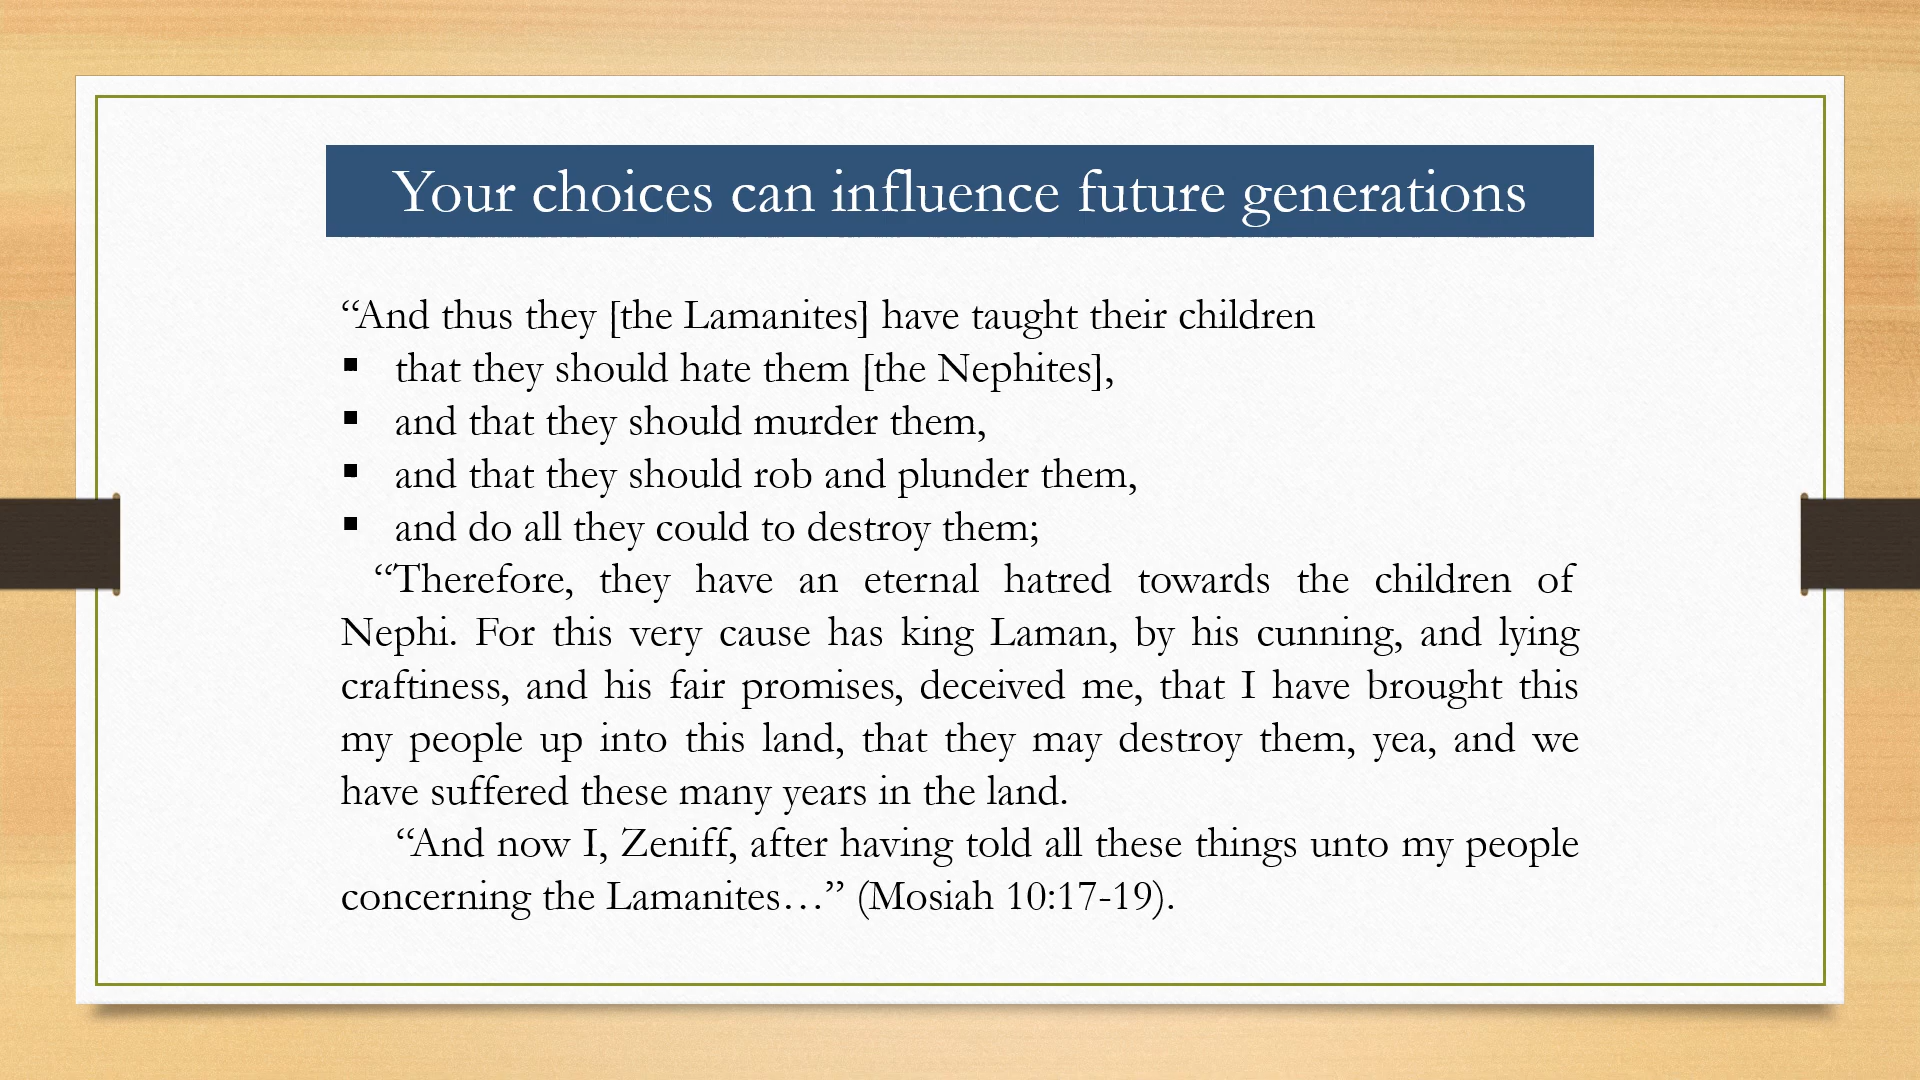 Your choices can influence future generations
“And thus they [the Lamanites] have taught their children
▪ that they should hate them [the Nephites],
▪ and that they should murder them,
▪ and that they should rob and plunder them,
▪ and do all they could to destroy them;
“Therefore, they have an eternal hatred towards the children of
Nephi. For this very cause has king Laman, by his cunning, and lying
craftiness, and his fair promises, deceived me, that I have brought this
my people up into this land, that they may destroy them, yea, and we
have suffered these many years in the land.
“And now I, Zeniff, after having told all these things unto my people
concerning the Lamanites…” (Mosiah 10:17-19).